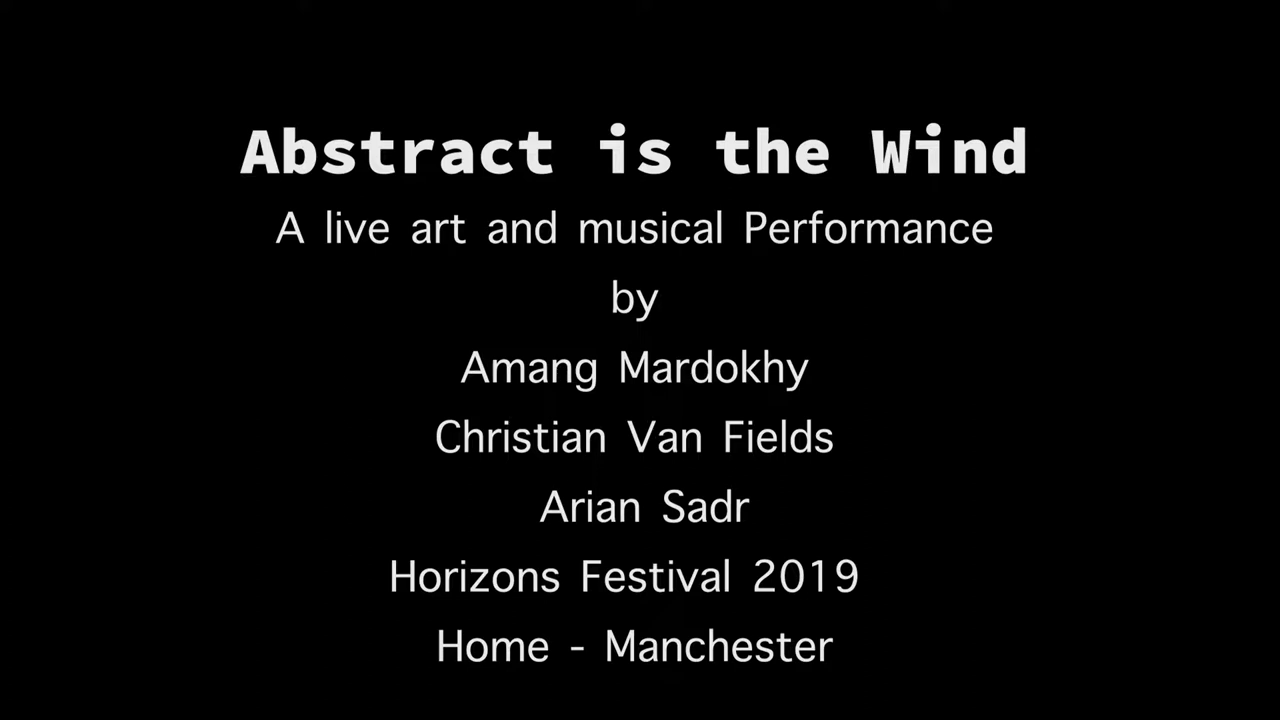 Abstract is the Wind
A live art and musical Performance
by
Amang Mardokhy
Christian Van Fields
Arian Sadr
Horizons Festival 2019
Home - Manchester